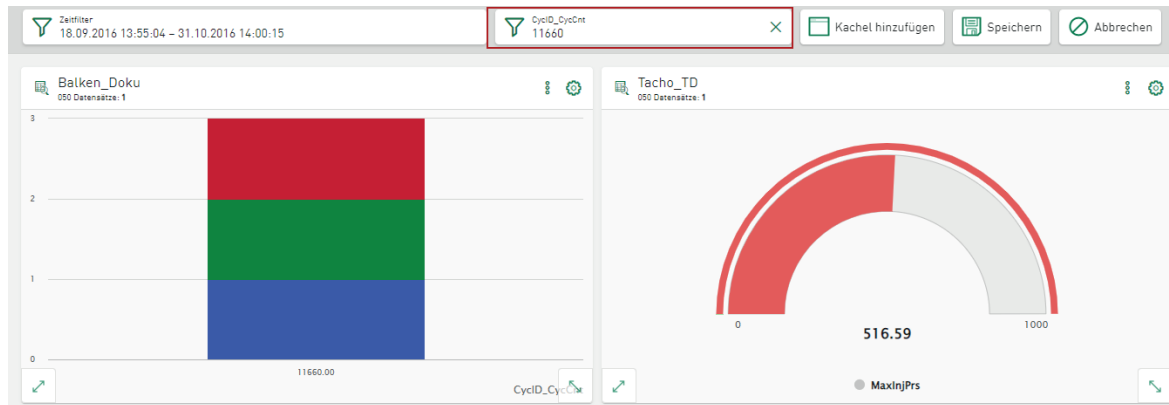 Zeitfilter
18.09.2016 13:55:04 – 31.10.2016 14:00:15
CycID_CycCnt
11660
Kachel hinzufügen
Speichern
Abbrechen
Balken_Doku
050 Datensätze: 1
3
2
1
0
11660.00
Tacho_TD
050 Datensätze: 1
0
516.59
1000
MaxInjPrs